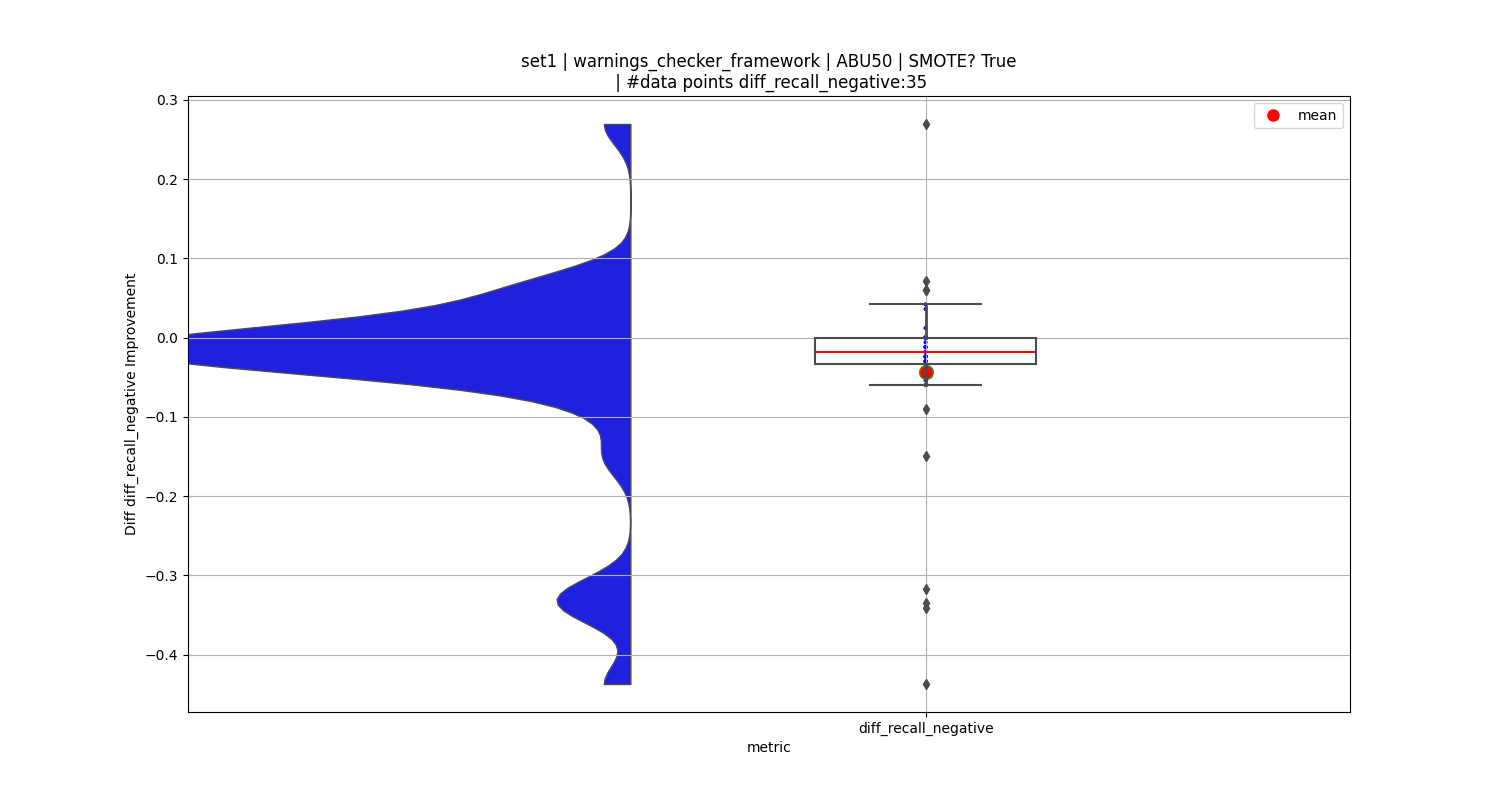 set1 | warnings_checker_framework | ABU50 | SMOTE? True
| #data points diff_recall_negative:35
mean
0.3
0.2
0.1
0.0
−0.1
−0.2
−0.3
−0.4
Diff diff_recall_negative Improvement
diff_recall_negative
metric